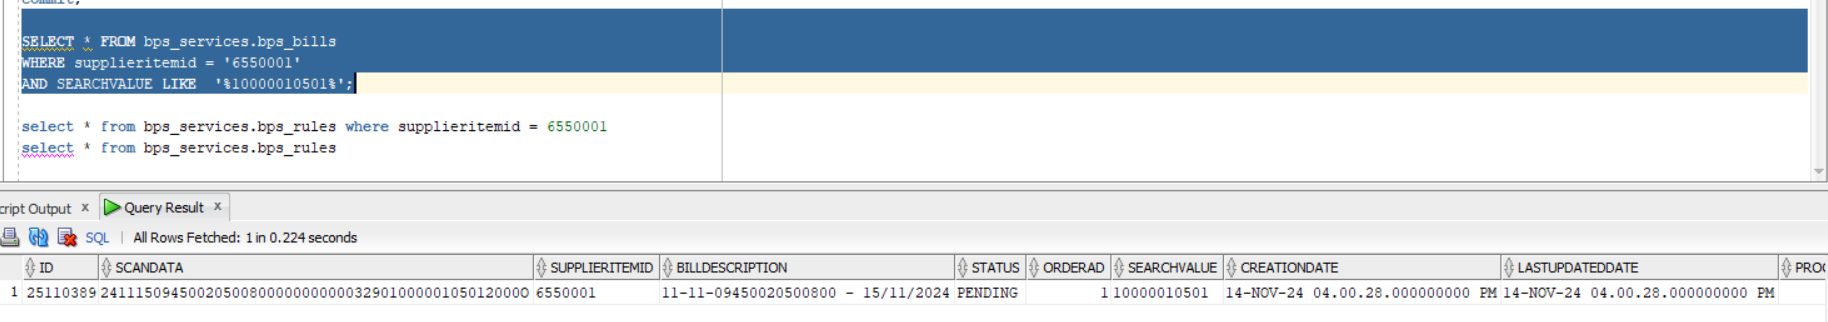 commit;
SELECT * FROM bps_services.bps_bills
WHERE supplieritemid = '6550001'
AND SEARCHVALUE LIKE '%10000010501%';
select * from bps_services.bps_rules where supplieritemid = 6550001
select * from bps_services.bps_rules
cript Output x Query Result x
SQL | All Rows Fetched: 1 in 0.224 seconds
ID SCANDATA SUPPLIERITEMID BILLDESCRIPTION STATUS ORDERAD SEARCHVALUE CREATIONDATE LASTUPDATEDDATE PROC
1 25110389 6550001 11-11-09450020500800 - 15/11/2024 PENDING 1 10000010501 14-NOV-24 04.00.28.000000000 PM 14-NOV-24 04.00.28.000000000 PM